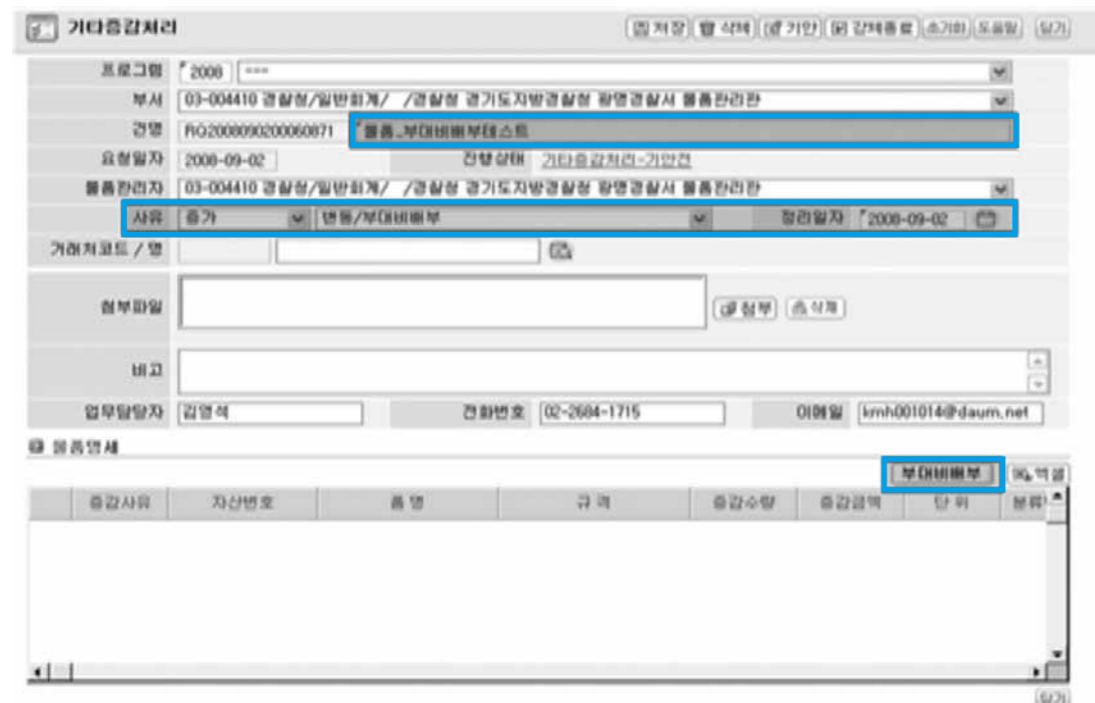 기타증감처리 저장 삭제 기안 강제종료 초기화 도움말 닫기
프로그램 2008 ===
부서 03-004410 경찰청/일반회계/ /경찰청 경기도지방경찰청 광명경찰서 물품관리관
건명 RQ2008090200060871 물품_부대비배부테스트
요청일자 2008-09-02 진행상태 기타증감처리-기안전
물품관리자 03-004410 경찰청/일반회계/ /경찰청 경기도지방경찰청 광명경찰서 물품관리관
사유 증가 변동/부대비배부 정리일자 2008-09-02
거래처코드 / 명
첨부파일 첨부 삭제
비고
업무담당자 김영석 전화번호 02-2684-1715 이메일 kmh001014@daum.net
물품명세
부대비배부 엑셀
증감사유 자산번호 품명 규격 증감수량 증감금액 단위 분류
닫기